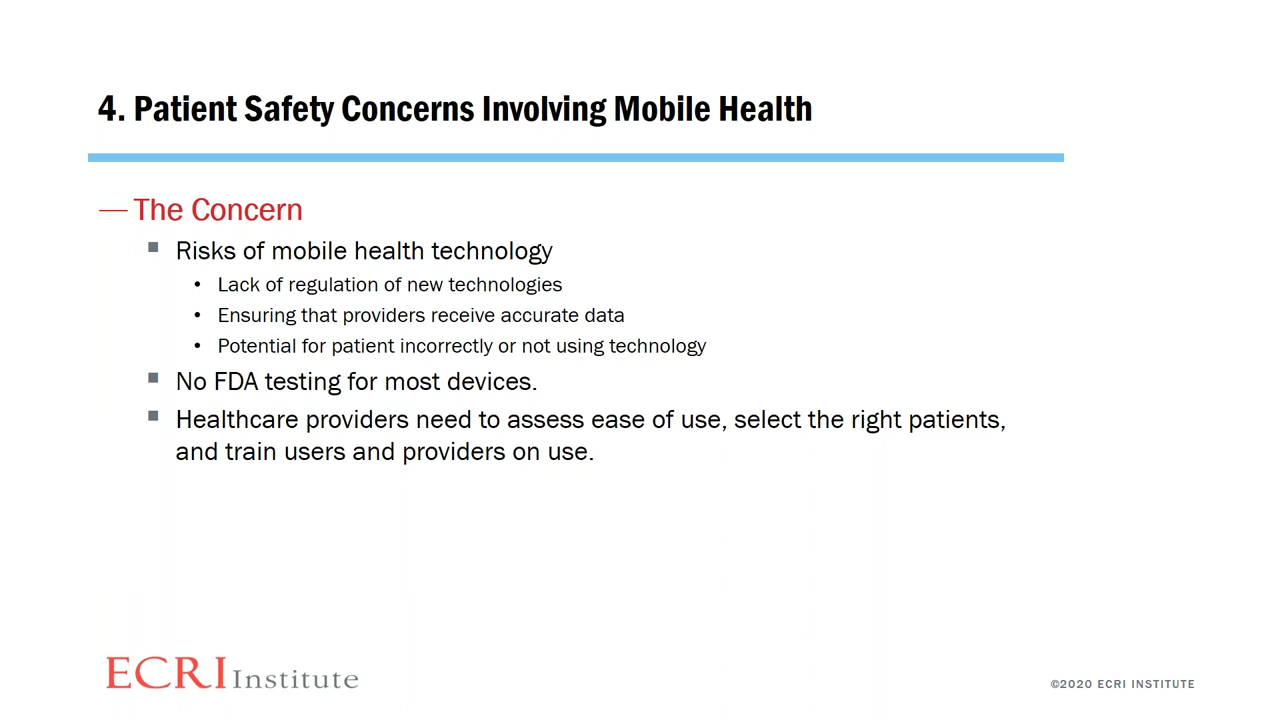 4. Patient Safety Concerns Involving Mobile Health
— The Concern
■ Risks of mobile health technology
• Lack of regulation of new technologies
• Ensuring that providers receive accurate data
• Potential for patient incorrectly or not using technology
■ No FDA testing for most devices.
■ Healthcare providers need to assess ease of use, select the right patients,
and train users and providers on use.
ECRI Institute
©2020 ECRI INSTITUTE